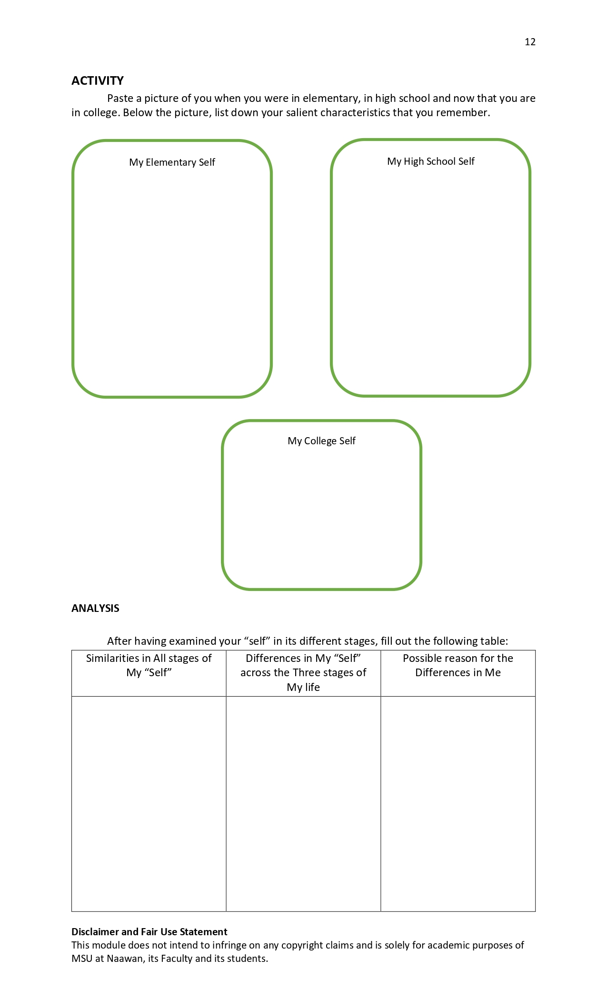 12
ACTIVITY
Paste a picture of you when you were in elementary, in high school and now that you are
in college. Below the picture, list down your salient characteristics that you remember.
My Elementary Self
My High School Self
My College Self
ANALYSIS
After having examined your “self” in its different stages, fill out the following table:
Similarities in All stages of
My “Self”
Differences in My “Self”
across the Three stages of
My life
Possible reason for the
Differences in Me
Disclaimer and Fair Use Statement
This module does not intend to infringe on any copyright claims and is solely for academic purposes of
MSU at Naawan, its Faculty and its students.